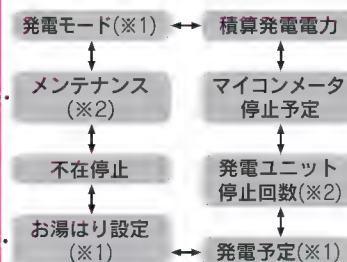 発電モード(※1)
積算発電電力
メンテナンス
(※2)
マイコンメータ
停止予定
不在停止
発電ユニット
停止回数(※2)
お湯はり設定
(※1)
発電予定(※1)